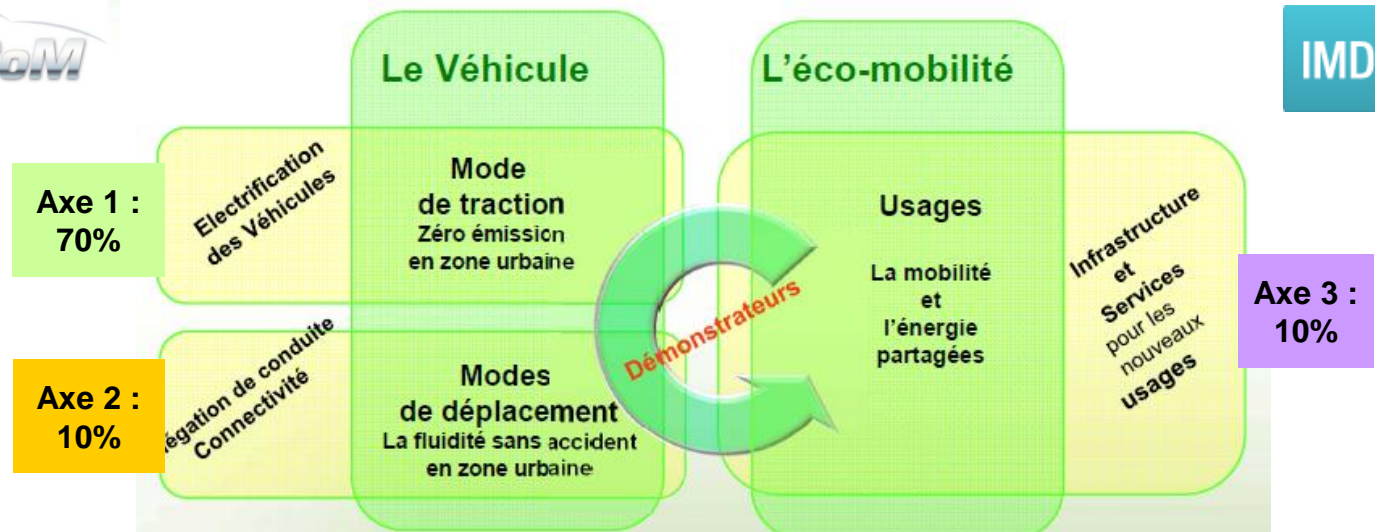 IMD
Le Véhicule
L'éco-mobilité
Axe 1 :
70%
Electrification
des Véhicules
Mode
de traction
Zéro émission
en zone urbaine
Axe 2 :
10%
Connectivité
de conduite
Modes
de déplacement
La fluidité sans accident
en zone urbaine
Démonstrateurs
Usages
La mobilité
et
l'énergie
partagées
Infrastructure
et
Services
pour les
nouveaux
usages
Axe 3 :
10%